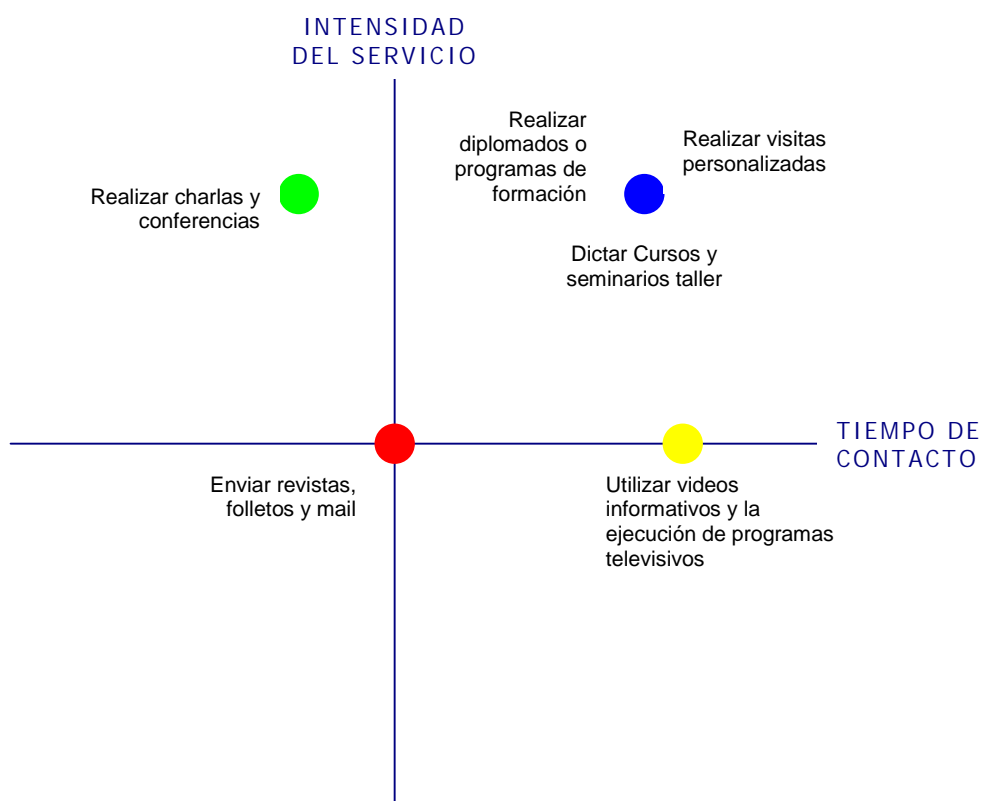 INTENSIDAD
DEL SERVICIO
Realizar
diplomados o
programas de
formación
Realizar visitas
personalizadas
Realizar charlas y
conferencias
Dictar Cursos y
seminarios taller
TIEMPO DE
CONTACTO
Enviar revistas,
folletos y mail
Utilizar videos
informativos y la
ejecución de programas
televisivos